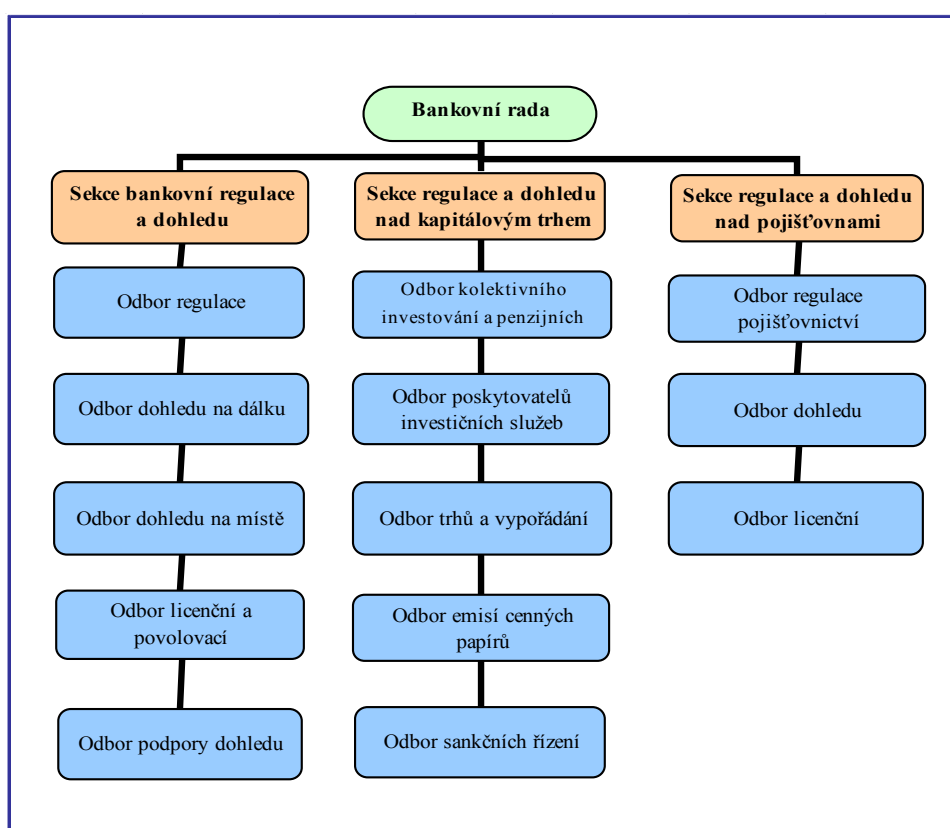 Bankovní rada
Sekce bankovní regulace
a dohledu
Odbor regulace
Odbor dohledu na dálku
Odbor dohledu na místě
Odbor licenční a
povolovací
Odbor podpory dohledu
Sekce regulace a dohledu
nad kapitálovým trhem
Odbor kolektivního
investování a penzijních
Odbor poskytovatelů
investičních služeb
Odbor trhů a vypořádání
Odbor emisí cenných
papírů
Odbor sankčních řízení
Sekce regulace a dohledu
nad pojišťovnami
Odbor regulace
pojišťovnictví
Odbor dohledu
Odbor licenční